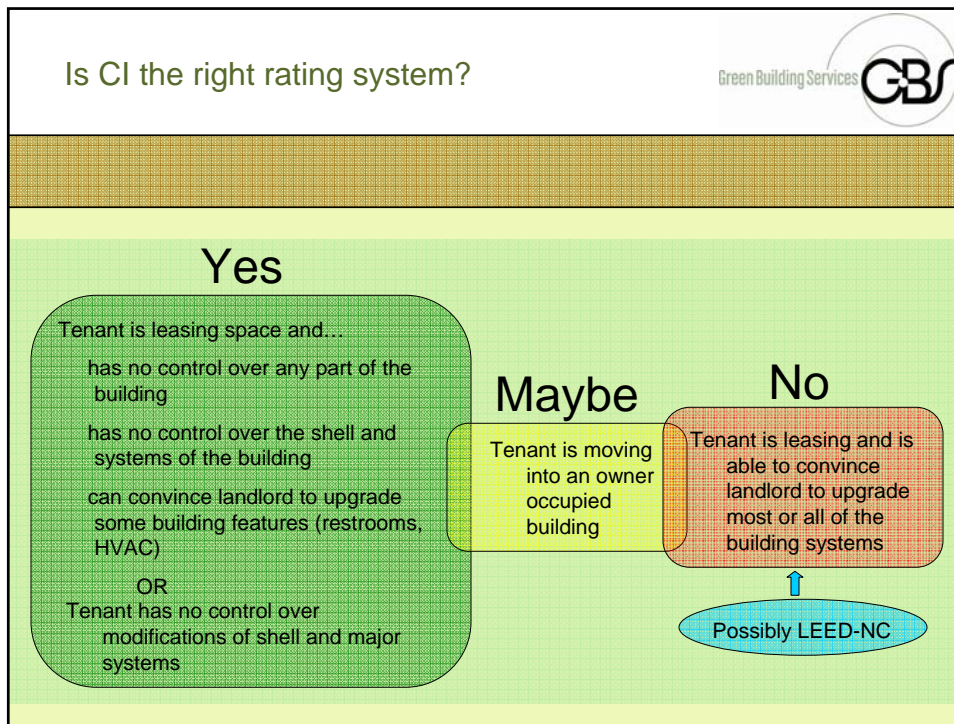 Is CI the right rating system?
Green Building Services
GBS
Yes
Tenant is leasing space and…
has no control over any part of the
building
has no control over the shell and
systems of the building
can convince landlord to upgrade
some building features (restrooms,
HVAC)
OR
Tenant has no control over
modifications of shell and major
systems
Maybe
Tenant is moving
into an owner
occupied
building
No
Tenant is leasing and is
able to convince
landlord to upgrade
most or all of the
building systems
Possibly LEED-NC